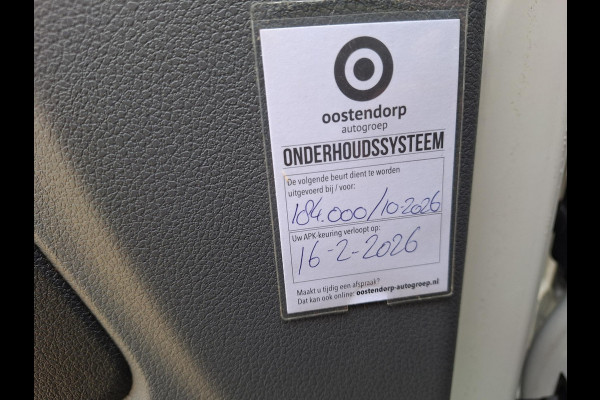 oostendorp
autogroep
ONDERHOUDSSYSTEEM
De volgende beurt dient te worden
uitgevoerd bij / voor:
184.000/10-2026
Uw APK-keuring verloopt op:
16-2-2026
Maakt u tijdig een afspraak?
Dat kan ook online: oostendorp-autogroep.nl